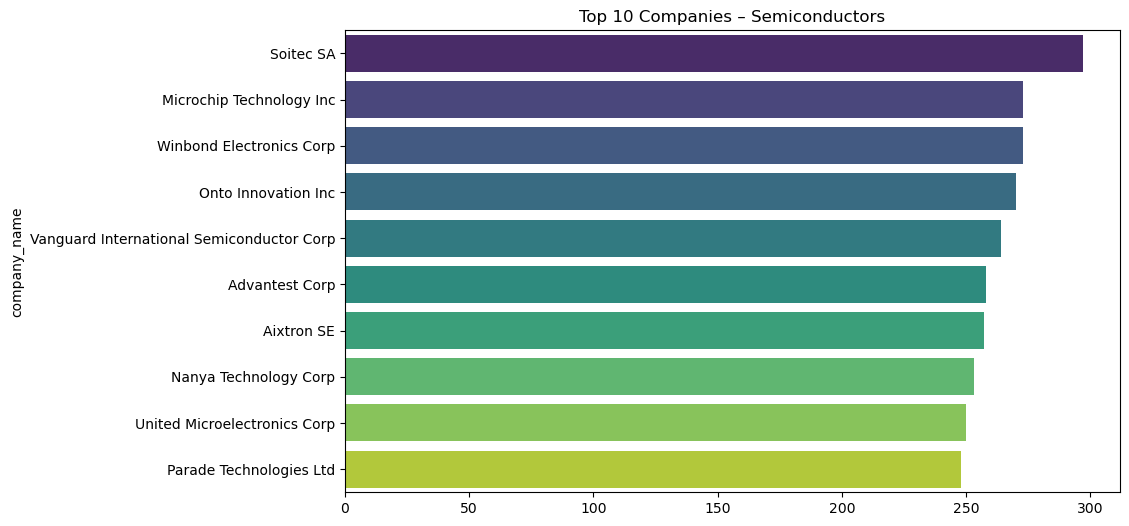 Top 10 Companies – Semiconductors
company_name
Soitec SA
Microchip Technology Inc
Winbond Electronics Corp
Onto Innovation Inc
Vanguard International Semiconductor Corp
Advantest Corp
Aixtron SE
Nanya Technology Corp
United Microelectronics Corp
Parade Technologies Ltd
0 50 100 150 200 250 300